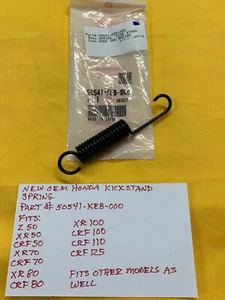 50541-KE8-000
1
NEW OEM HONDA KICKSTAND
SPRING
PART# 50541-KE8-000
FITS:
Z50
XR50
CRF50
XR70
CRF70
XR80
CRF80
XR100
CRF100
CRF110
CRF125
FITS OTHER MODELS AS
WELL